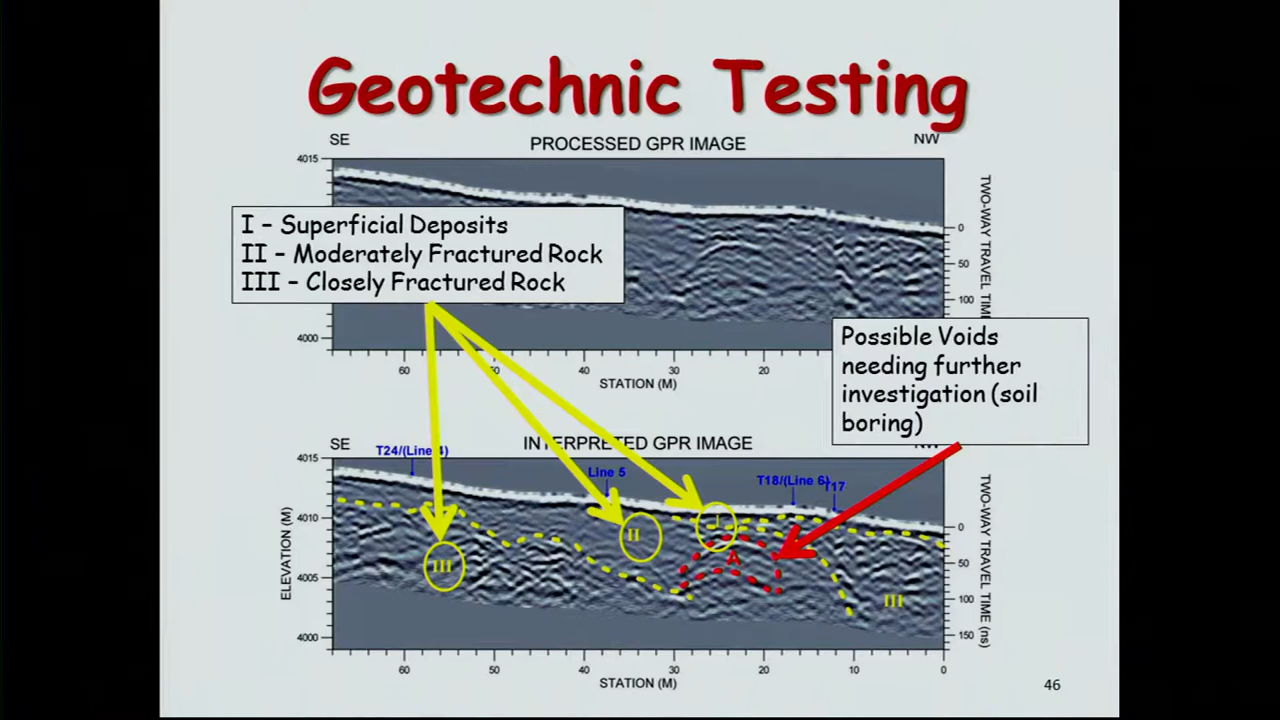 Geotechnic Testing
SE
PROCESSED GPR IMAGE
NW
4015
I – Superficial Deposits
II – Moderately Fractured Rock
III – Closely Fractured Rock
4000
0
50
100
TWO-WAY TRAVEL TIME
60
40
30
20
STATION (M)
Possible Voids
needing further
investigation (soil
boring)
SE
INTERPRETED GPR IMAGE
T24/(Line 4)
Line 5
T18/(Line 6)
T17
4015
4010
4005
4000
ELEVATION (M)
I
II
III
A
III
0
50
100
150
TWO-WAY TRAVEL TIME (ns)
60
50
40
30
20
10
0
STATION (M)
46